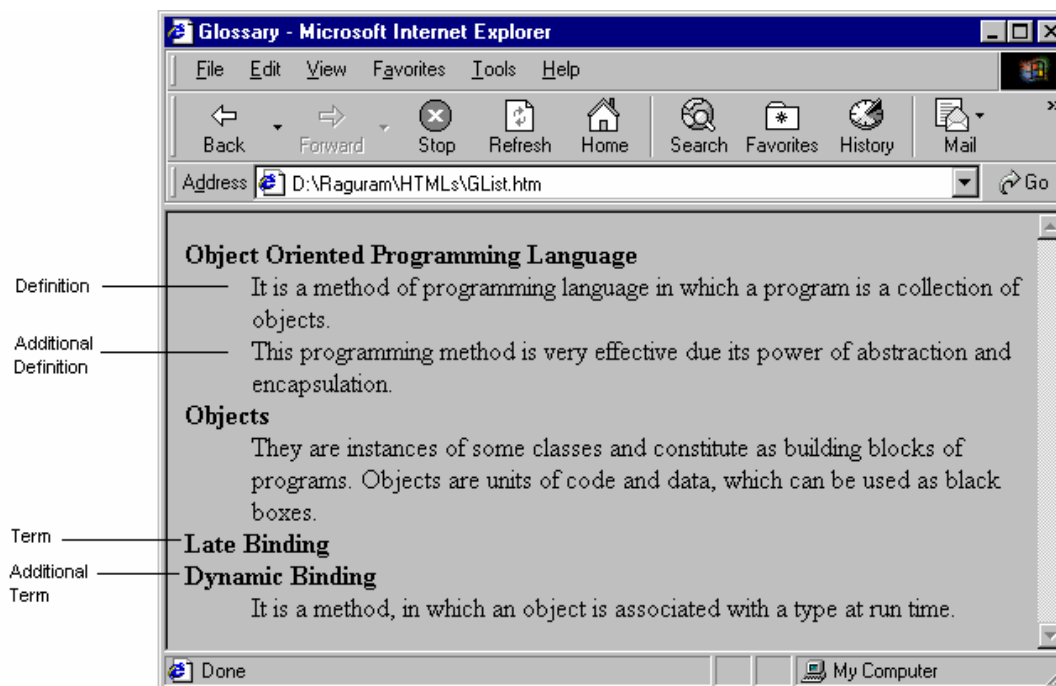 Glossary - Microsoft Internet Explorer
File Edit View Favorites Tools Help
Back Forward Stop Refresh Home Search Favorites History Mail
Address D:\Raguram\HTMLs\GList.htm Go
Object Oriented Programming Language
Definition
It is a method of programming language in which a program is a collection of
objects.
Additional
Definition
This programming method is very effective due its power of abstraction and
encapsulation.
Objects
They are instances of some classes and constitute as building blocks of
programs. Objects are units of code and data, which can be used as black
boxes.
Term
Late Binding
Additional
Term
Dynamic Binding
It is a method, in which an object is associated with a type at run time.
Done My Computer